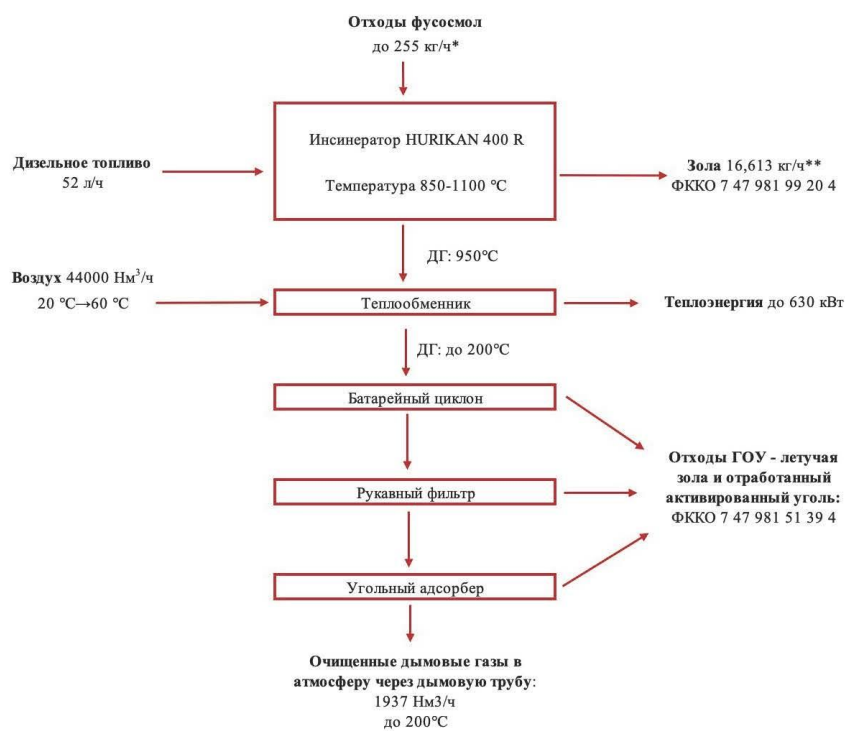 Отходы фусосмол
до 255 кг/ч*
Инсинератор HURIKAN 400 R
Дизельное топливо
52 л/ч
Температура 850-1100 °С
Зола 16,613 кг/ч**
ФККО 7 47 981 99 20 4
ДГ: 950℃
Воздух 44000 Нм³/ч
20 ℃→60 ℃
Теплообменник
Теплоэнергия до 630 кВт
ДГ: до 200℃
Батарейный циклон
Рукавный фильтр
Отходы ГОУ - летучая
зола и отработанный
активированный уголь:
ФККО 7 47 981 51 39 4
Угольный адсорбер
Очищенные дымовые газы в
атмосферу через дымовую трубу:
1937 Нм3/ч
до 200℃